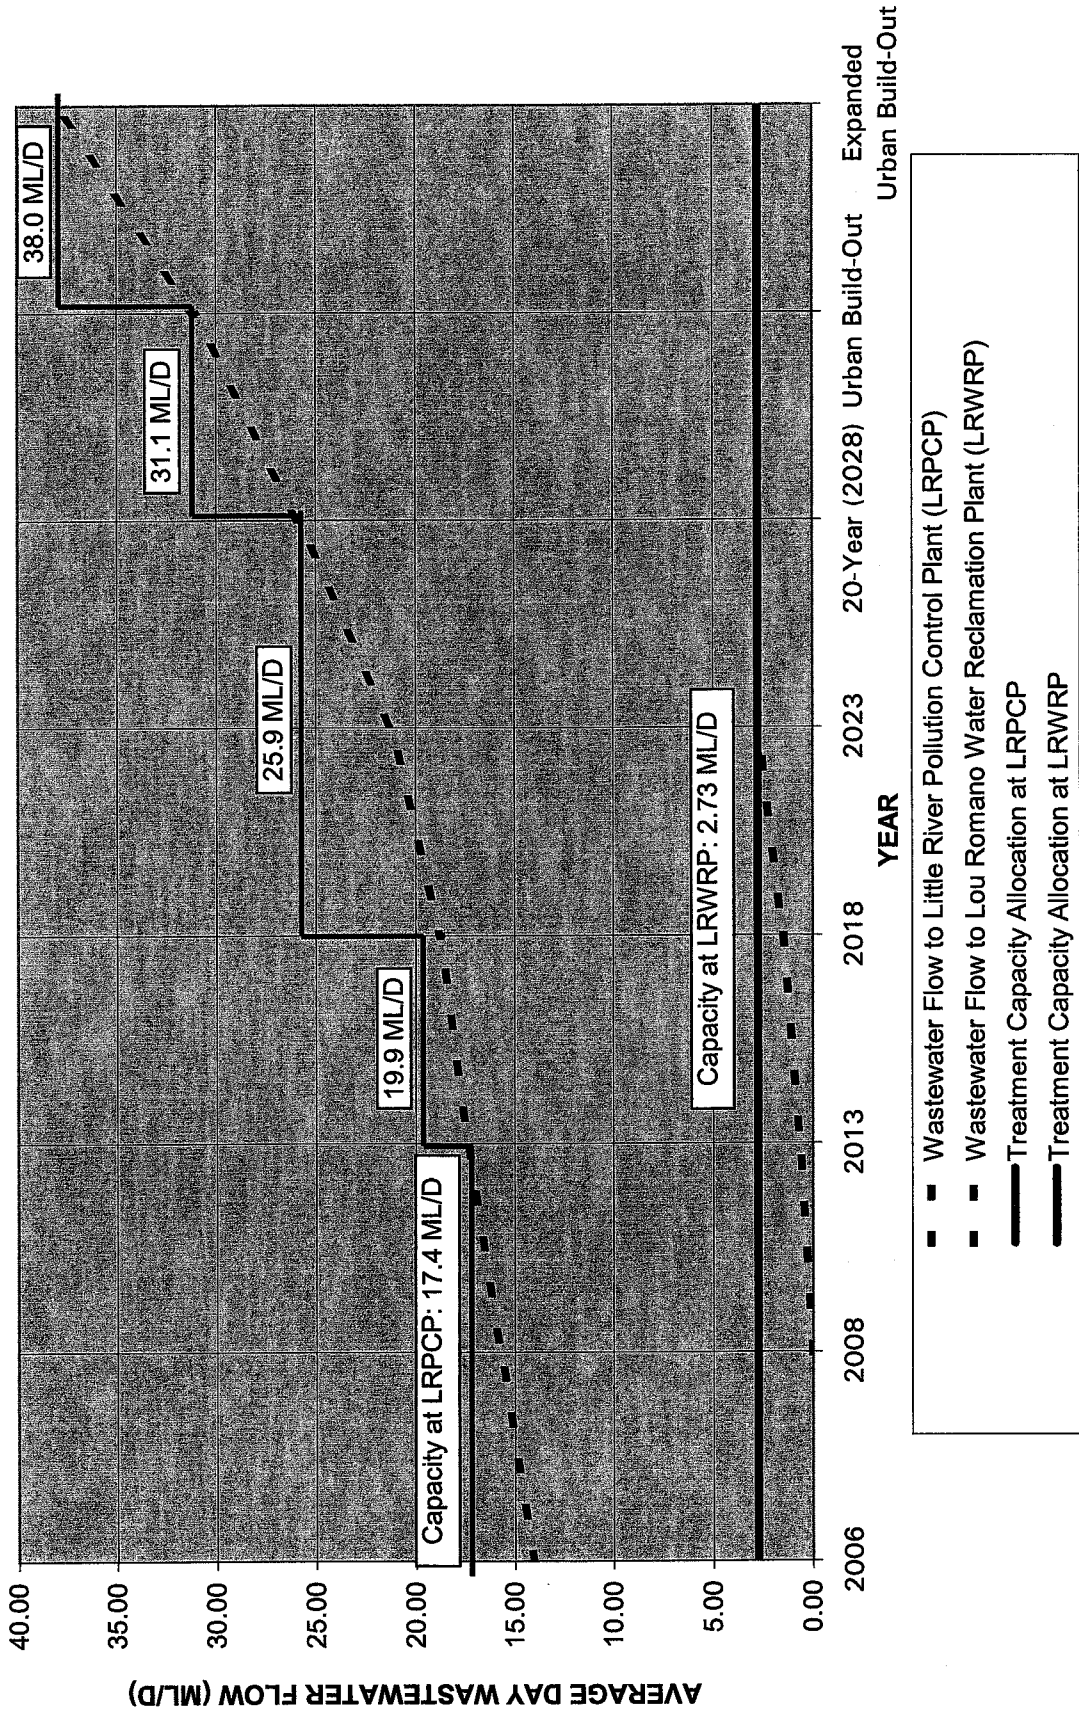 AVERAGE DAY WASTEWATER FLOW (ML/D)
40.00
35.00
30.00
25.00
20.00
15.00
10.00
5.00
0.00
Capacity at LRPCP: 17.4 ML/D
19.9 ML/D
25.9 ML/D
31.1 ML/D
38.0 ML/D
Capacity at LRWRP: 2.73 ML/D
2006
2008
2013
2018
2023
20-Year (2028)
Urban Build-Out
Expanded
Urban Build-Out
YEAR
Wastewater Flow to Little River Pollution Control Plant (LRPCP)
Wastewater Flow to Lou Romano Water Reclamation Plant (LRWRP)
Treatment Capacity Allocation at LRPCP
Treatment Capacity Allocation at LRWRP